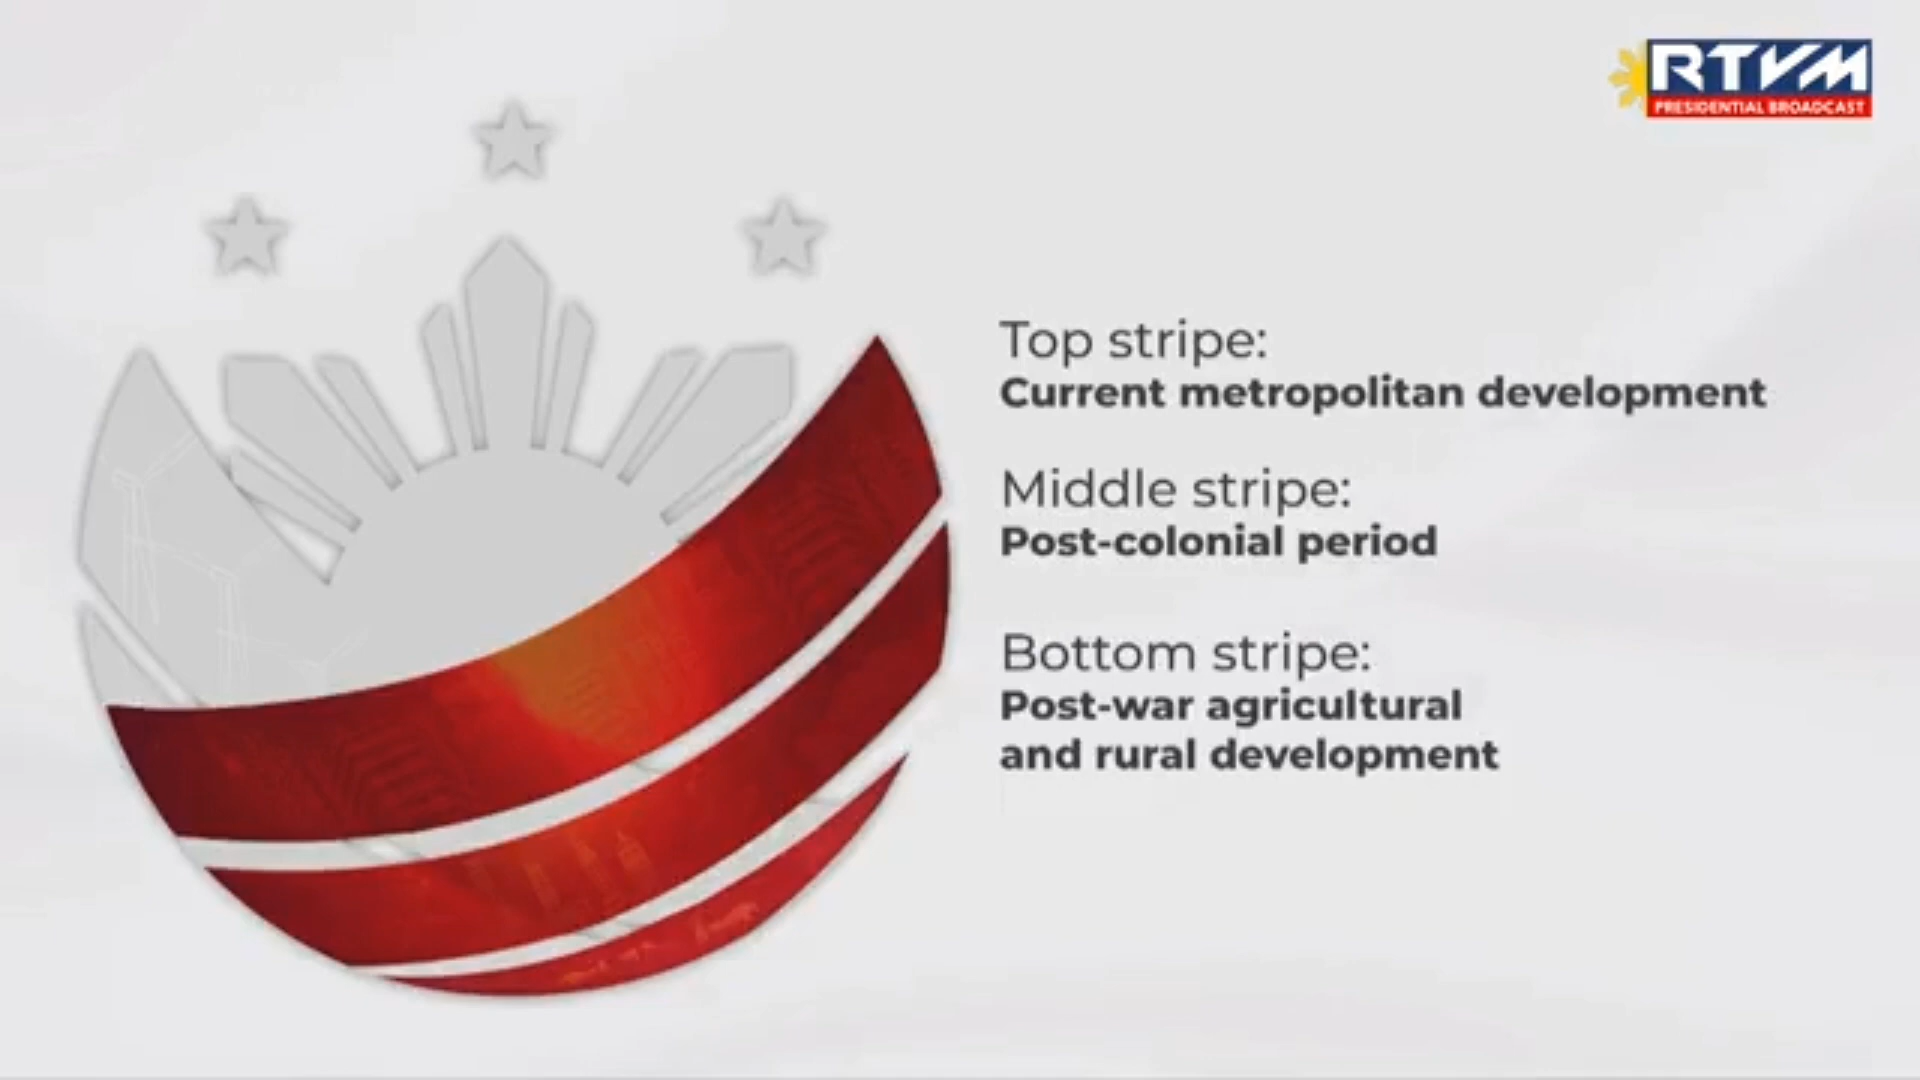 RTVM
PRESIDENTIAL BROADCAST
Top stripe:
Current metropolitan development
Middle stripe:
Post-colonial period
Bottom stripe:
Post-war agricultural
and rural development